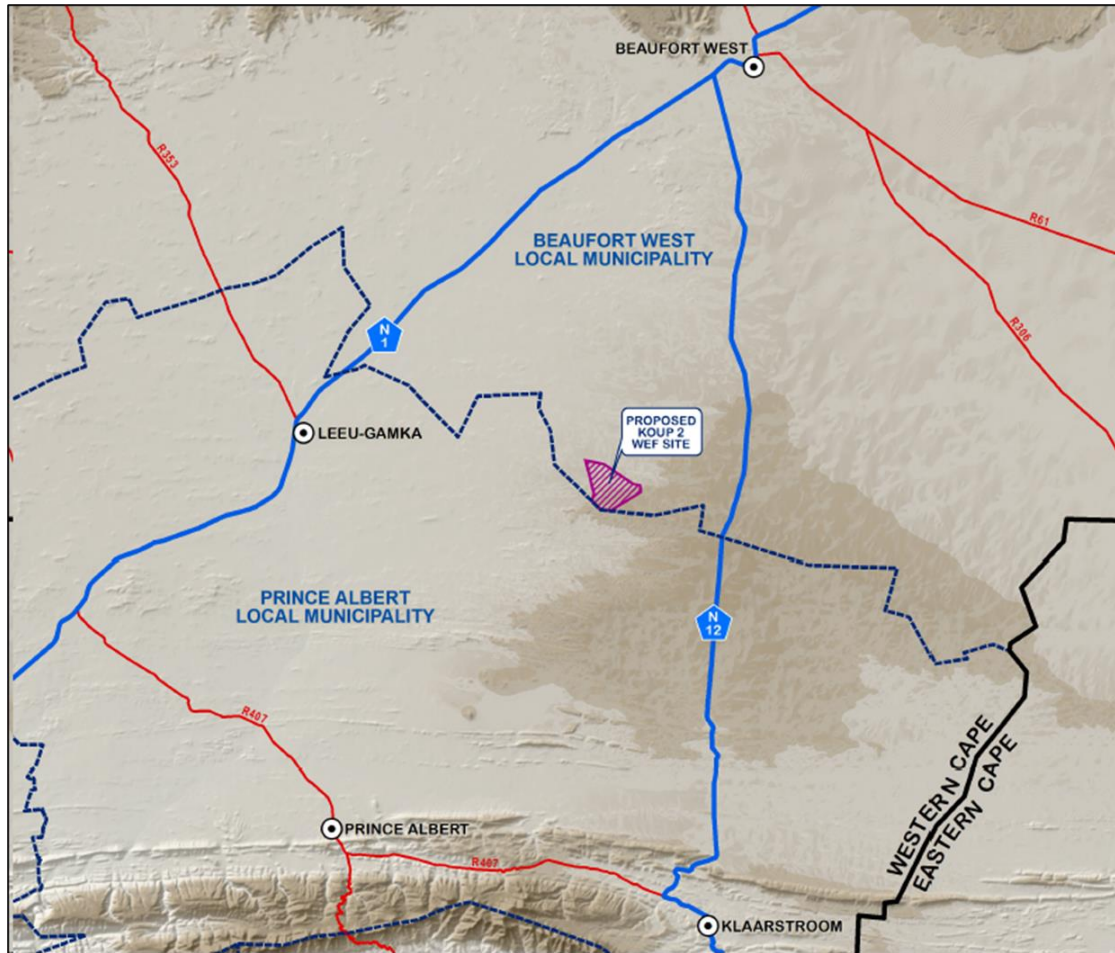 BEAUFORT WEST
R353
R61
BEAUFORT WEST
LOCAL MUNICIPALITY
R306
N
1
PROPOSED
KOUP 2
WEF SITE
LEEU-GAMKA
PRINCE ALBERT
LOCAL MUNICIPALITY
N
12
R407
WESTERN CAPE
EASTERN CAPE
PRINCE ALBERT
R407
KLAARSTROOM